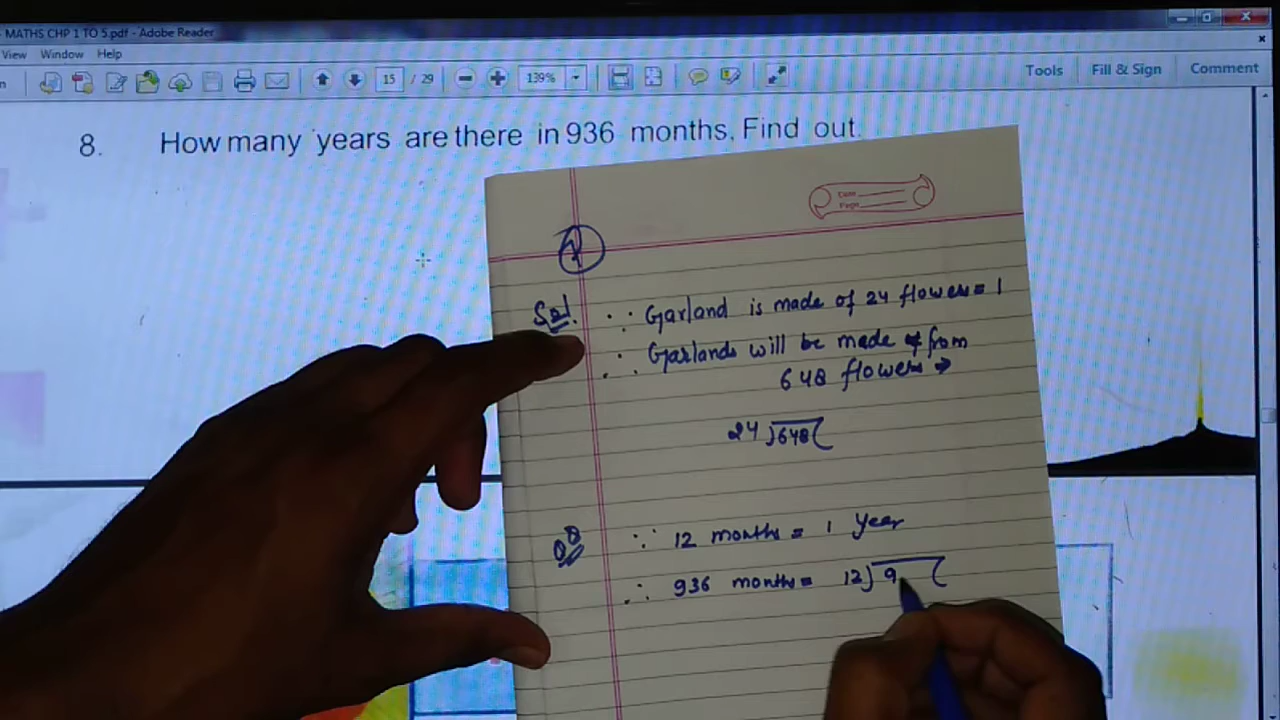 - MATHS CHP 1 TO 5.pdf - Adobe Reader
View Window Help
15 / 29 139% Tools Fill & Sign Comment
8. How many years are there in 936 months. Find out.
Date
Page
Sol. ∵ Garland is made of 24 flowers = 1
∴ Garlands will be made from
648 flowers →
24)648(
Q8 ∵ 12 months = 1 Year
∴ 936 months = 12)9 (